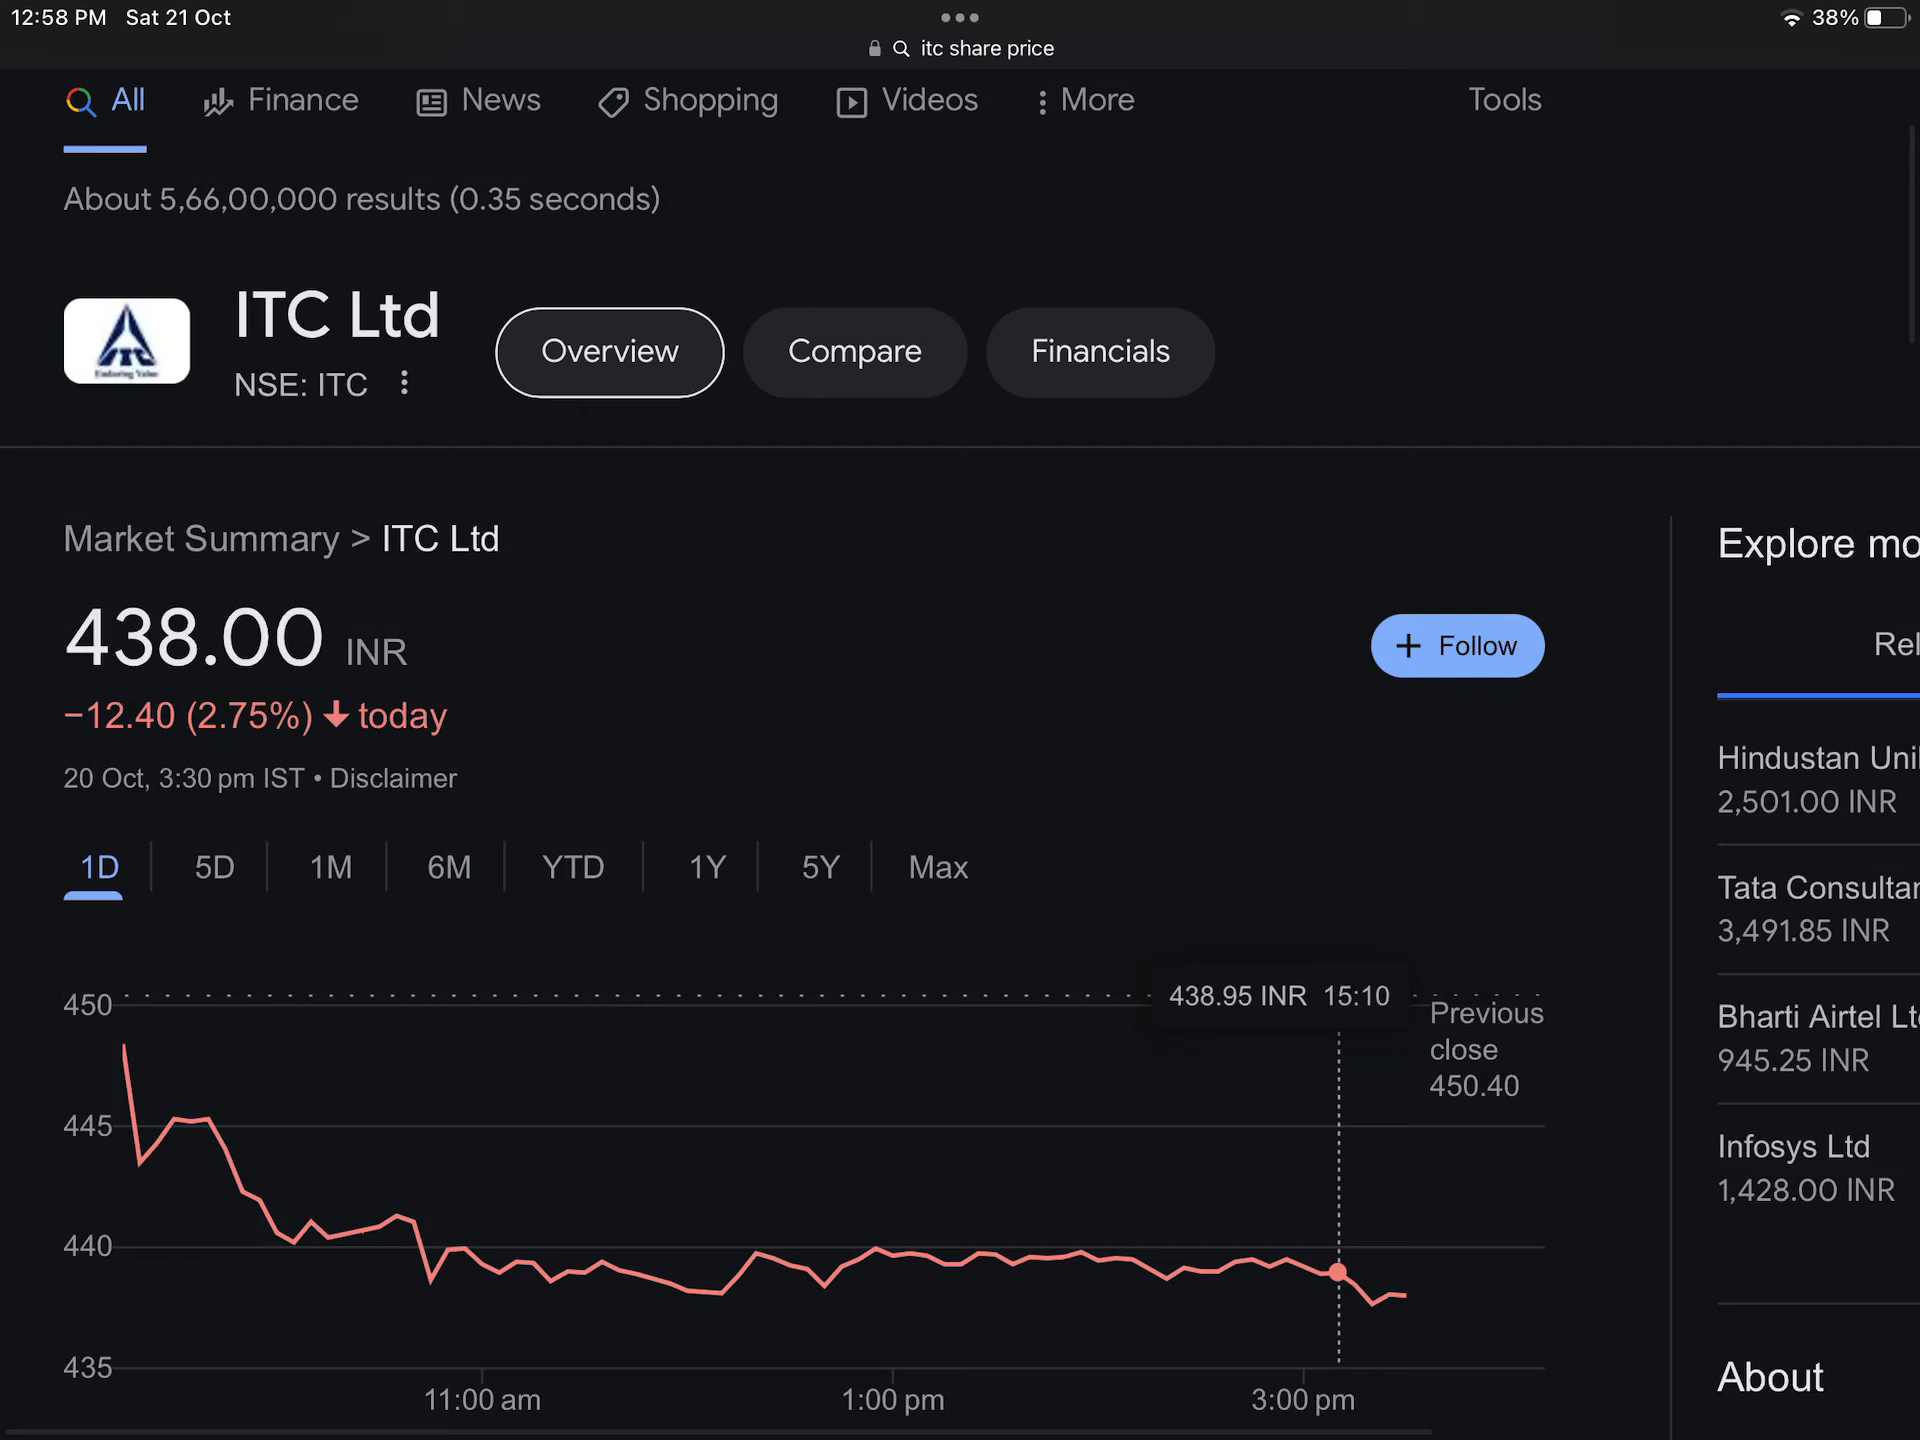 12:58 PM Sat 21 Oct
38%
itc share price
All Finance News Shopping Videos More Tools
About 5,66,00,000 results (0.35 seconds)
ITC
Enduring Value
ITC Ltd
NSE: ITC
Overview Compare Financials
Market Summary > ITC Ltd
438.00 INR
+ Follow
−12.40 (2.75%) today
20 Oct, 3:30 pm IST • Disclaimer
1D 5D 1M 6M YTD 1Y 5Y Max
438.95 INR 15:10
Previous
close
450.40
450
445
440
435
11:00 am 1:00 pm 3:00 pm
Explore mo
Rel
Hindustan Unil
2,501.00 INR
Tata Consultan
3,491.85 INR
Bharti Airtel Lt
945.25 INR
Infosys Ltd
1,428.00 INR
About